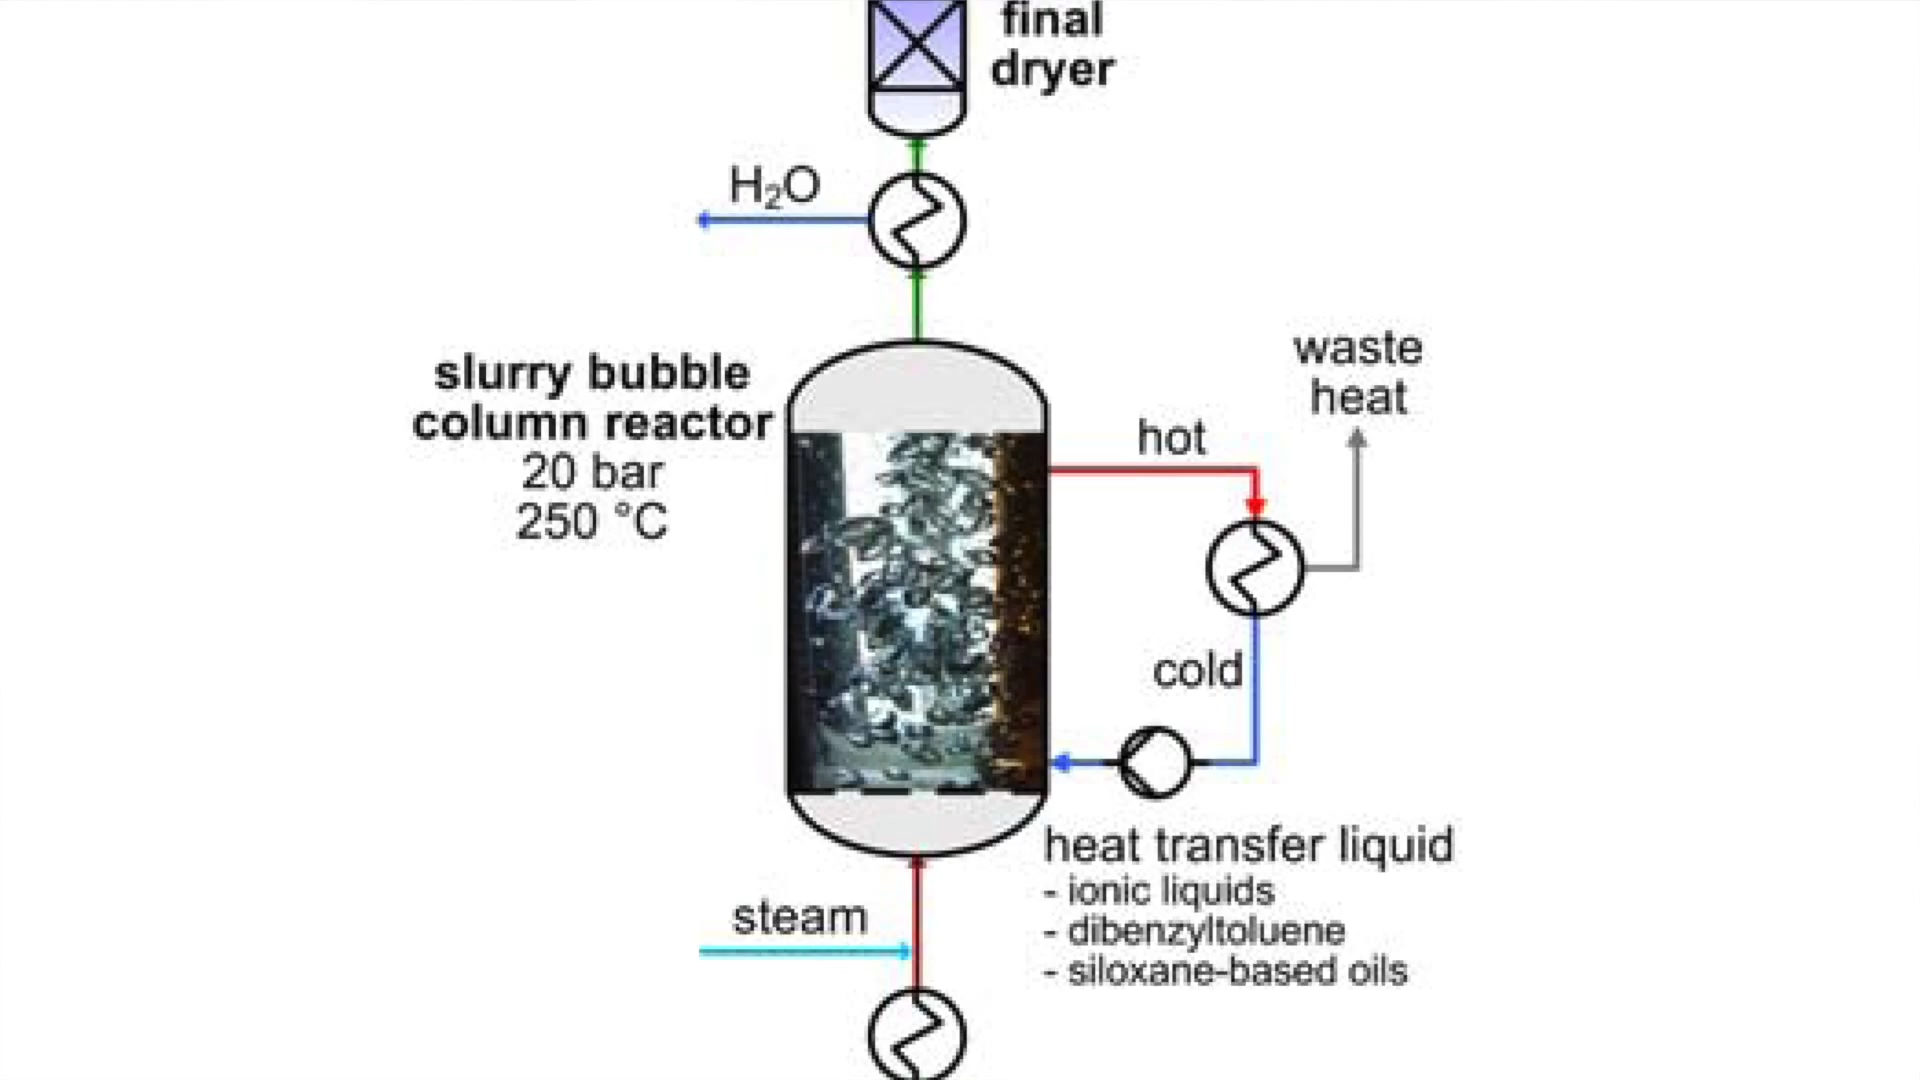 final
dryer
H₂O
slurry bubble
column reactor
20 bar
250 °C
waste
heat
hot
cold
heat transfer liquid
- ionic liquids
- dibenzyltoluene
- siloxane-based oils
steam